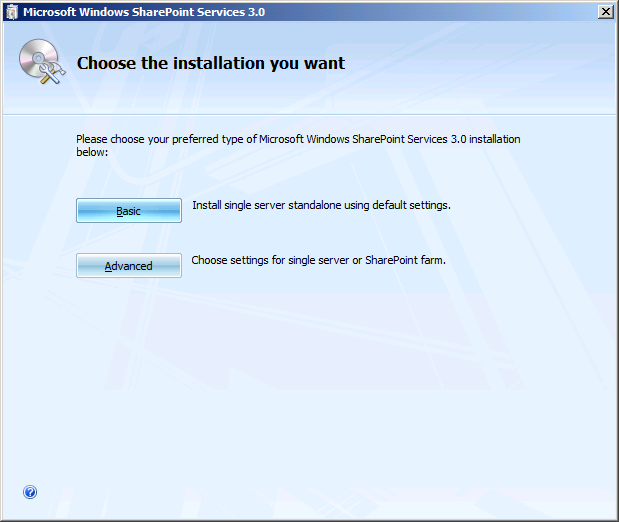 Microsoft Windows SharePoint Services 3.0
Choose the installation you want
Please choose your preferred type of Microsoft Windows SharePoint Services 3.0 installation
below:
Basic
Install single server standalone using default settings.
Advanced
Choose settings for single server or SharePoint farm.
?